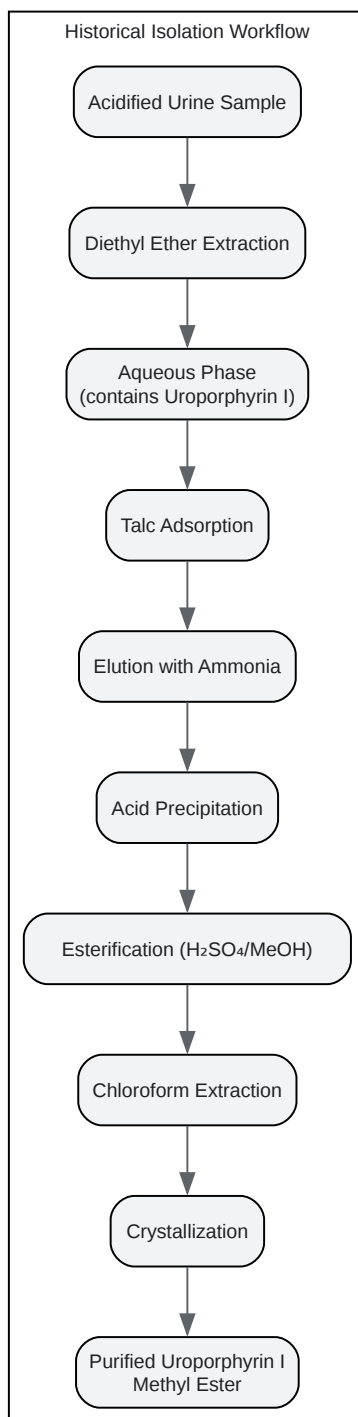 Historical Isolation Workflow
Acidified Urine Sample
Diethyl Ether Extraction
Aqueous Phase
(contains Uroporphyrin I)
Talc Adsorption
Elution with Ammonia
Acid Precipitation
Esterification (H₂SO₄/MeOH)
Chloroform Extraction
Crystallization
Purified Uroporphyrin I
Methyl Ester